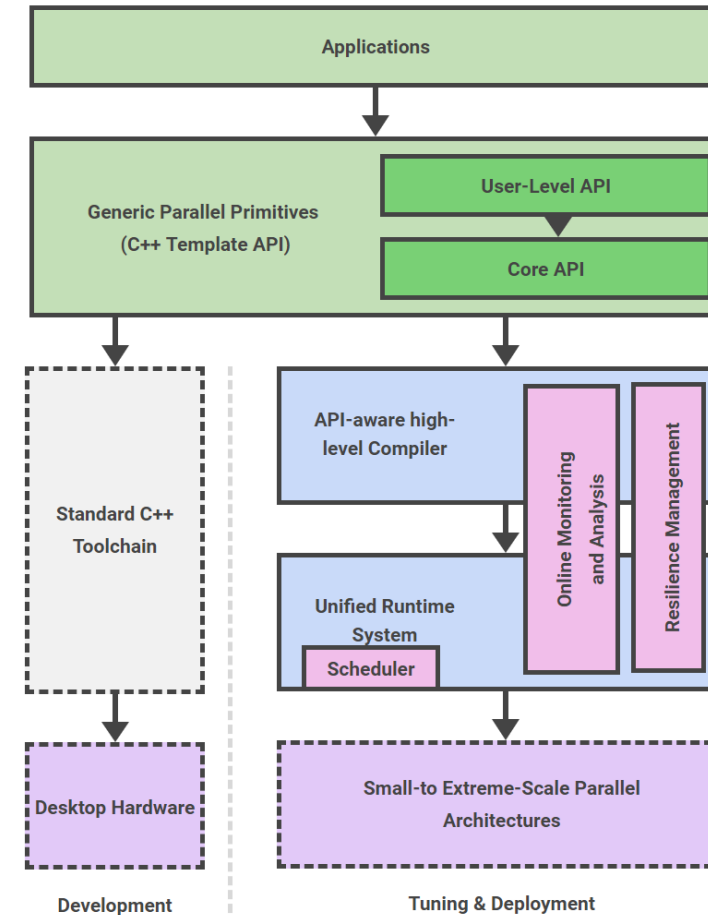 Applications
Generic Parallel Primitives
(C++ Template API)
User-Level API
Core API
Standard C++
Toolchain
API-aware high-
level Compiler
Online Monitoring
and Analysis
Resilience Management
Unified Runtime
System
Scheduler
Desktop Hardware
Small-to Extreme-Scale Parallel
Architectures
Development
Tuning & Deployment